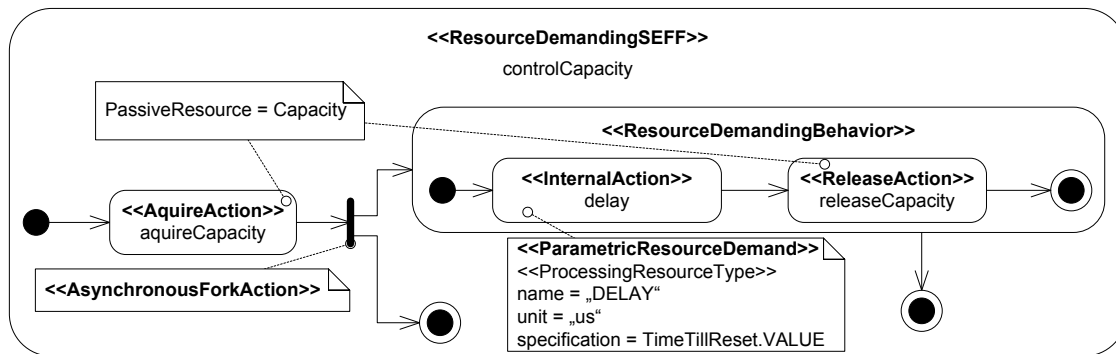 <<ResourceDemandingSEFF>>
controlCapacity
PassiveResource = Capacity
<<ResourceDemandingBehavior>>
<<InternalAction>>
delay
<<ReleaseAction>>
releaseCapacity
<<AquireAction>>
aquireCapacity
<<AsynchronousForkAction>>
<<ParametricResourceDemand>>
<<ProcessingResourceType>>
name = „DELAY“
unit = „us“
specification = TimeTillReset.VALUE